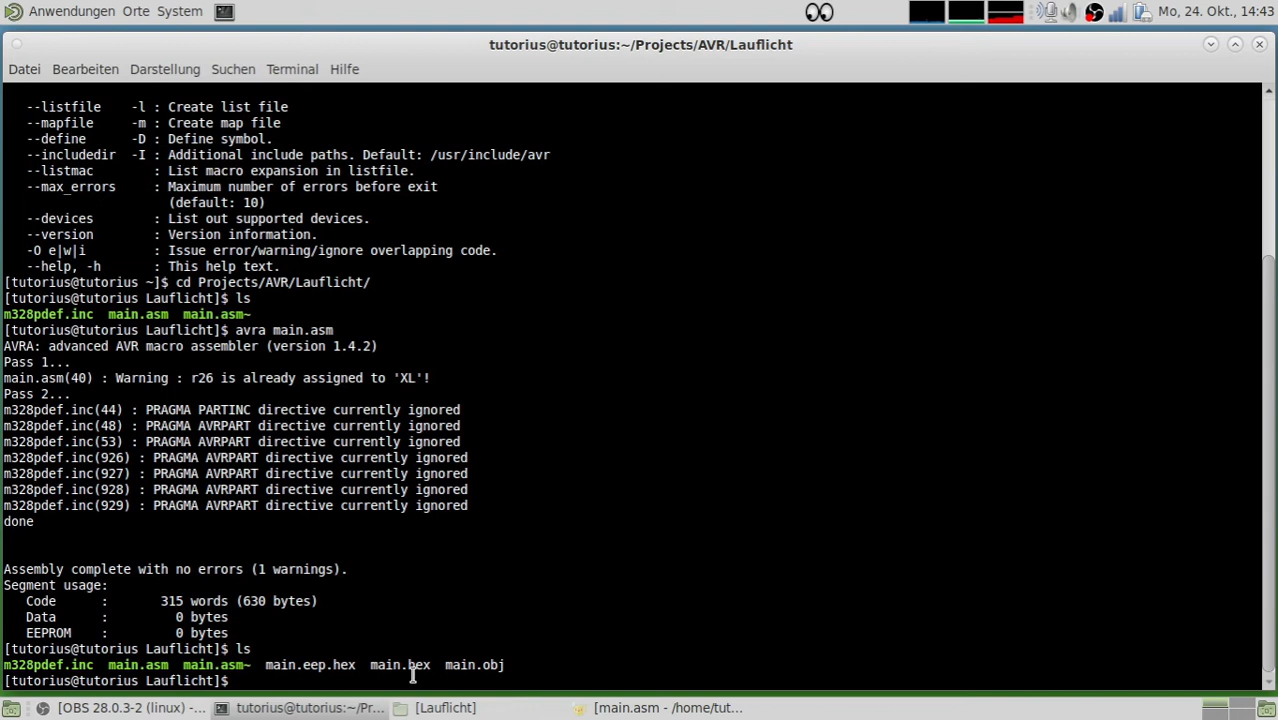 Anwendungen Orte System Mo, 24. Okt., 14:43
tutorius@tutorius:~/Projects/AVR/Lauflicht
Datei Bearbeiten Darstellung Suchen Terminal Hilfe
--listfile -l : Create list file
--mapfile -m : Create map file
--define -D : Define symbol.
--includedir -I : Additional include paths. Default: /usr/include/avr
--listmac : List macro expansion in listfile.
--max_errors : Maximum number of errors before exit
(default: 10)
--devices : List out supported devices.
--version : Version information.
-O e|w|i : Issue error/warning/ignore overlapping code.
--help, -h : This help text.
[tutorius@tutorius ~]$ cd Projects/AVR/Lauflicht/
[tutorius@tutorius Lauflicht]$ ls
m328pdef.inc main.asm main.asm~
[tutorius@tutorius Lauflicht]$ avra main.asm
AVRA: advanced AVR macro assembler (version 1.4.2)
Pass 1...
main.asm(40) : Warning : r26 is already assigned to 'XL'!
Pass 2...
m328pdef.inc(44) : PRAGMA PARTINC directive currently ignored
m328pdef.inc(48) : PRAGMA AVRPART directive currently ignored
m328pdef.inc(53) : PRAGMA AVRPART directive currently ignored
m328pdef.inc(926) : PRAGMA AVRPART directive currently ignored
m328pdef.inc(927) : PRAGMA AVRPART directive currently ignored
m328pdef.inc(928) : PRAGMA AVRPART directive currently ignored
m328pdef.inc(929) : PRAGMA AVRPART directive currently ignored
done
Assembly complete with no errors (1 warnings).
Segment usage:
Code : 315 words (630 bytes)
Data : 0 bytes
EEPROM : 0 bytes
[tutorius@tutorius Lauflicht]$ ls
m328pdef.inc main.asm main.asm~ main.eep.hex main.hex main.obj
[tutorius@tutorius Lauflicht]$
[OBS 28.0.3-2 (linux) -... tutorius@tutorius:~/Pr... [Lauflicht] [main.asm - /home/tut...